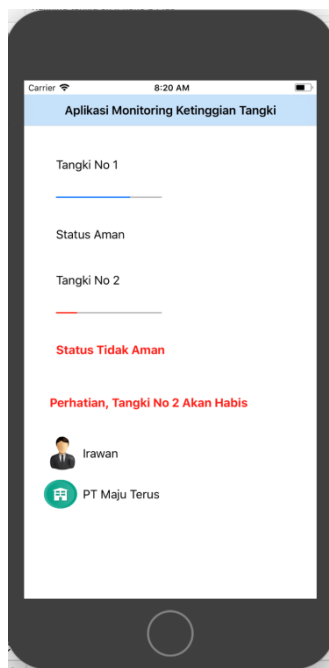 Carrier 8:20 AM
Aplikasi Monitoring Ketinggian Tangki
Tangki No 1
Status Aman
Tangki No 2
Status Tidak Aman
Perhatian, Tangki No 2 Akan Habis
Irawan
PT Maju Terus